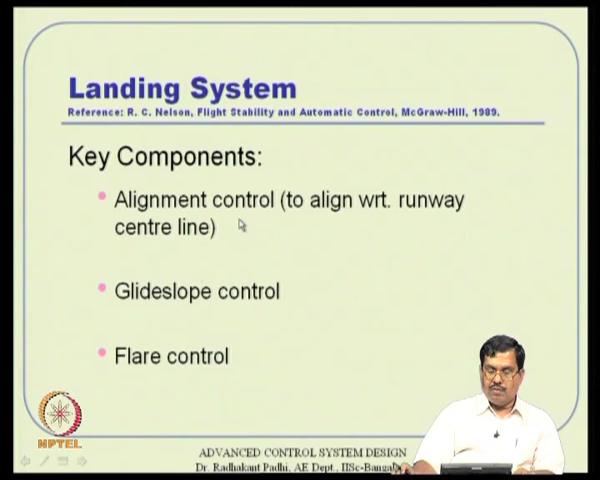 Landing System
Reference: R. C. Nelson, Flight Stability and Automatic Control, McGraw-Hill, 1989.
Key Components:
• Alignment control (to align wrt. runway
centre line)
• Glideslope control
• Flare control
NPTEL
ADVANCED CONTROL SYSTEM DESIGN
Dr. Radhakant Padhi, AE Dept., IISc-Bangal